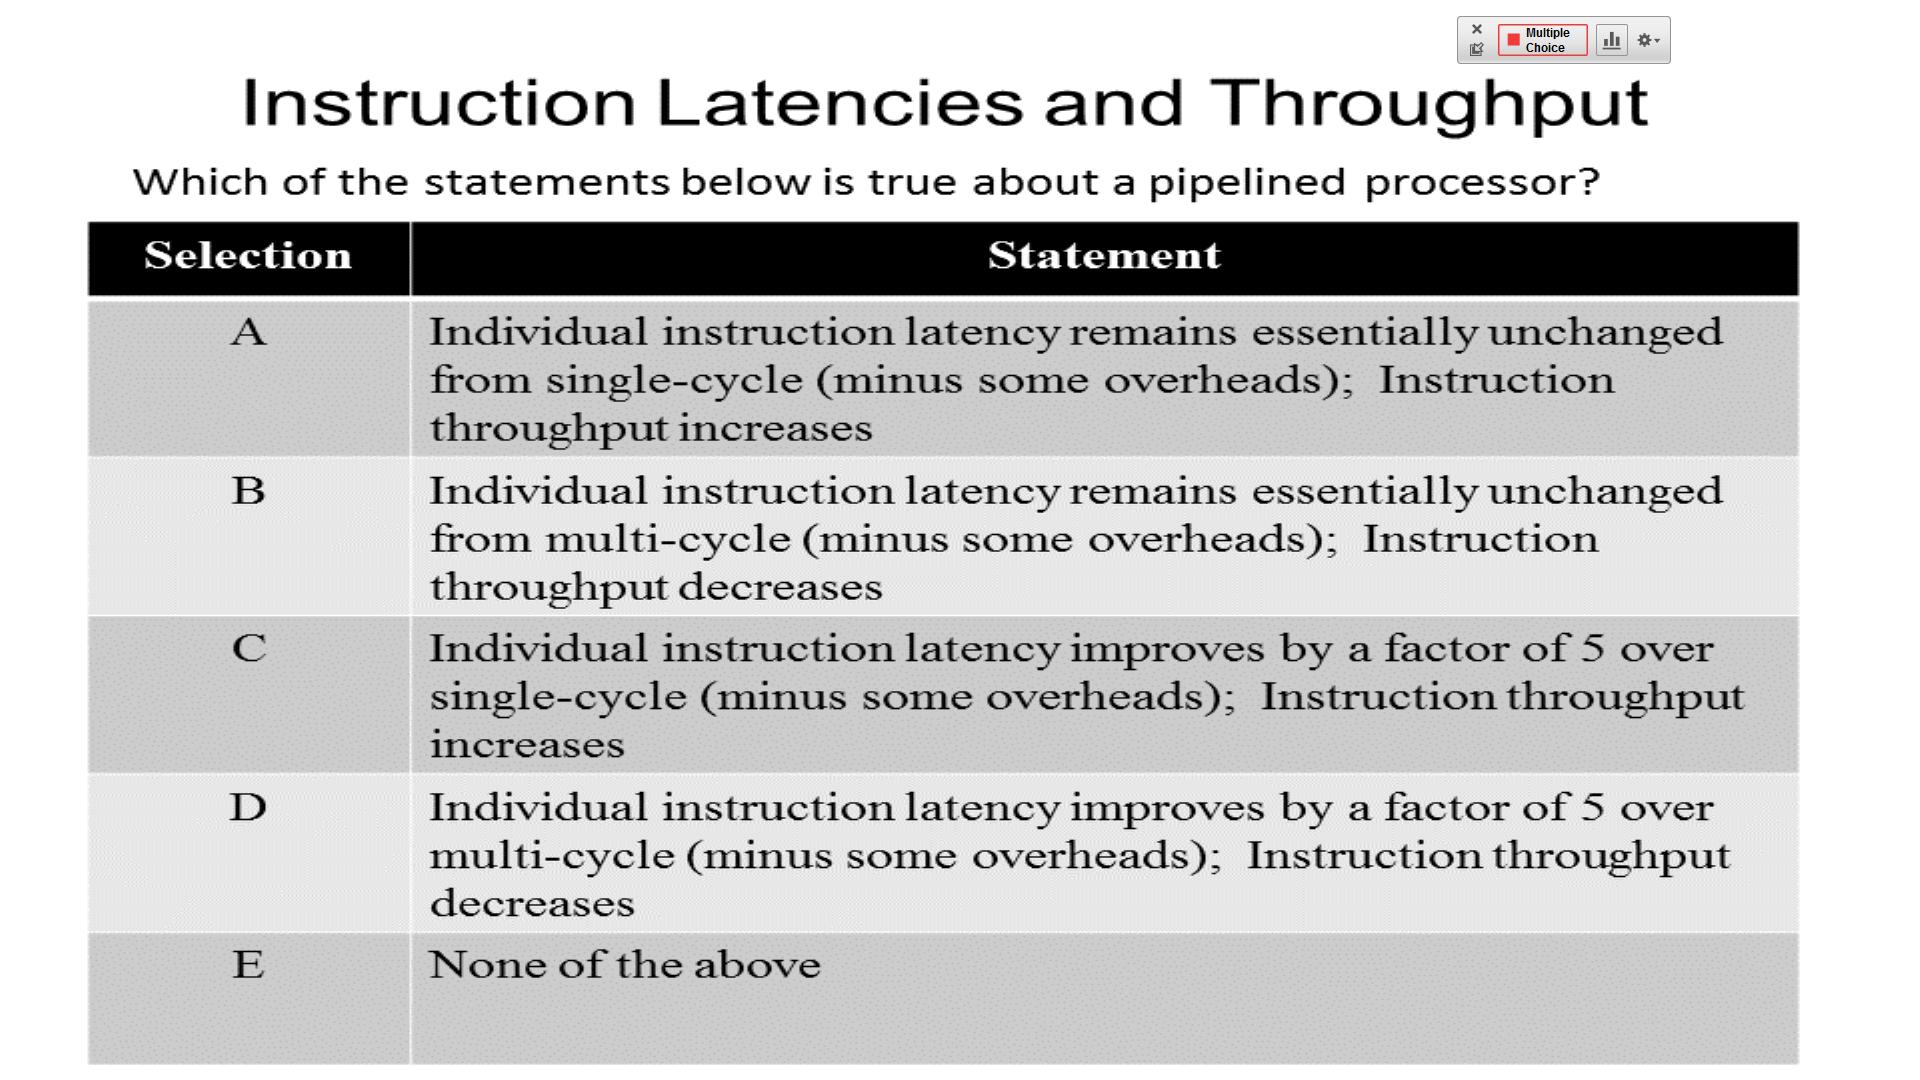 Multiple
Choice
Instruction Latencies and Throughput
Which of the statements below is true about a pipelined processor?
Selection Statement
A Individual instruction latency remains essentially unchanged
from single-cycle (minus some overheads); Instruction
throughput increases
B Individual instruction latency remains essentially unchanged
from multi-cycle (minus some overheads); Instruction
throughput decreases
C Individual instruction latency improves by a factor of 5 over
single-cycle (minus some overheads); Instruction throughput
increases
D Individual instruction latency improves by a factor of 5 over
multi-cycle (minus some overheads); Instruction throughput
decreases
E None of the above